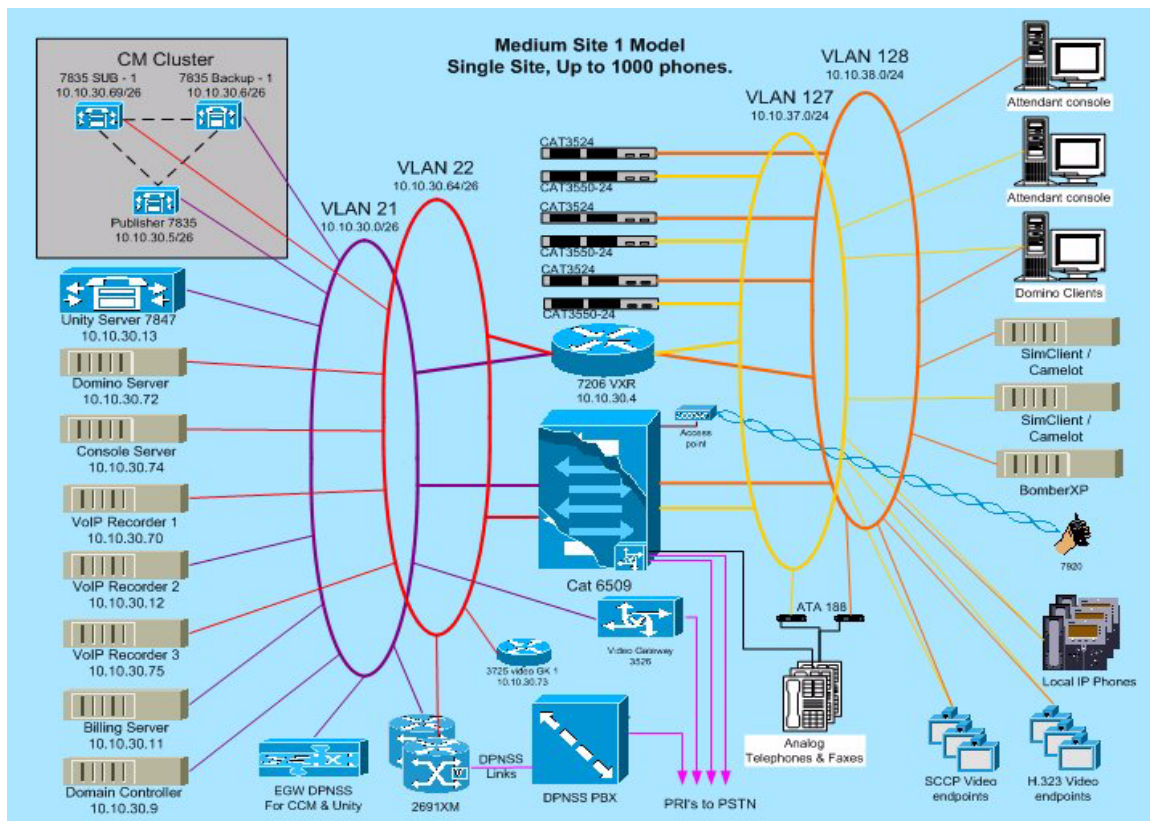 CM Cluster
7835 SUB - 1
10.10.30.69/26
7835 Backup - 1
10.10.30.6/26
Publisher 7835
10.10.30.5/26
Medium Site 1 Model
Single Site, Up to 1000 phones.
VLAN 128
10.10.38.0/24
VLAN 127
10.10.37.0/24
VLAN 22
10.10.30.64/26
VLAN 21
10.10.30.0/26
CAT3524
CAT3550-24
CAT3524
CAT3550-24
CAT3524
CAT3550-24
Attendant console
Attendant console
Domino Clients
Unity Server 7847
10.10.30.13
Domino Server
10.10.30.72
Console Server
10.10.30.74
VoIP Recorder 1
10.10.30.70
VoIP Recorder 2
10.10.30.12
VoIP Recorder 3
10.10.30.75
Billing Server
10.10.30.11
Domain Controller
10.10.30.9
7206 VXR
10.10.30.4
Access
point
Cat 6509
SimClient /
Camelot
SimClient /
Camelot
BomberXP
7920
ATA 188
Video Gateway
3526
3725 video GK 1
10.10.30.73
Local IP Phones
Analog
Telephones & Faxes
SCCP Video
endpoints
H.323 Video
endpoints
EGW DPNSS
For CCM & Unity
2691XM
DPNSS
Links
DPNSS PBX
PRI's to PSTN